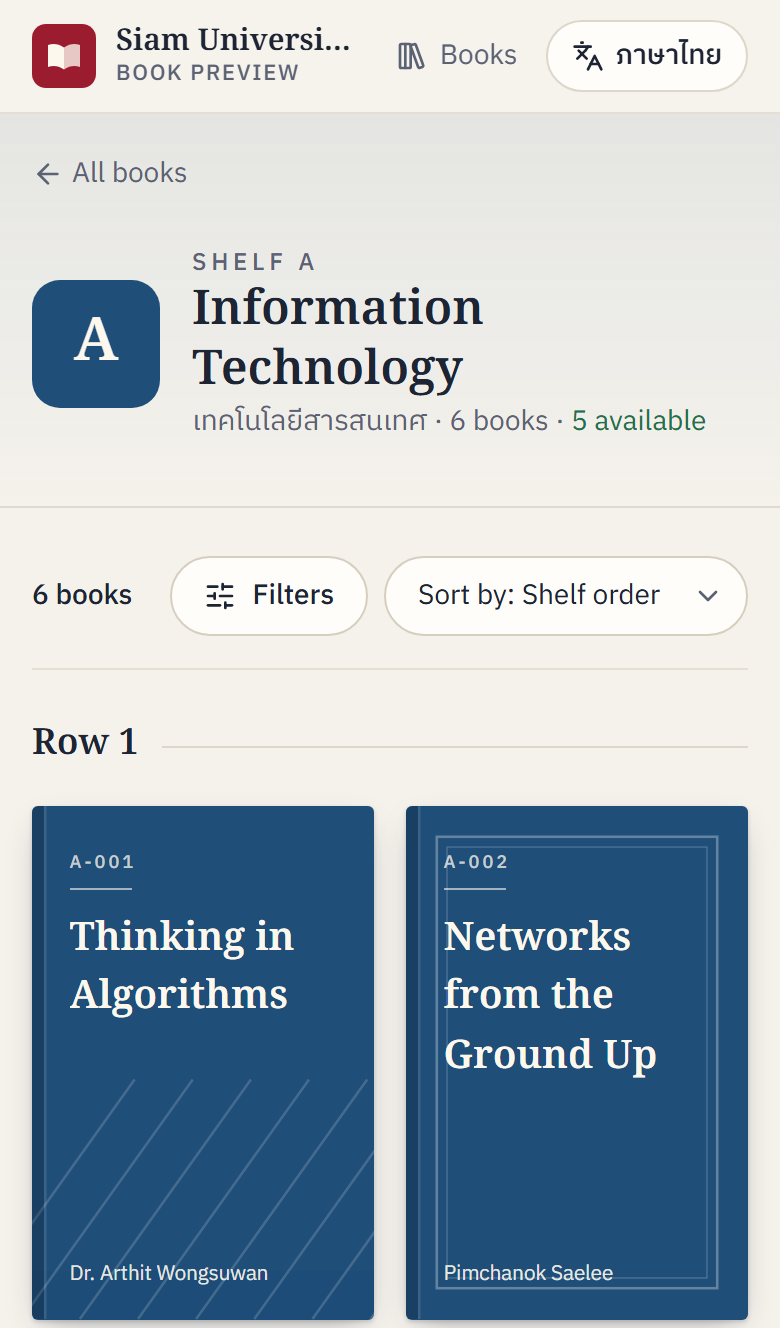 Siam Universi...
BOOK PREVIEW
Books
ภาษาไทย
All books
SHELF A
A
Information
Technology
เทคโนโลยีสารสนเทศ · 6 books · 5 available
6 books
Filters
Sort by: Shelf order
Row 1
A-001
Thinking in
Algorithms
Dr. Arthit Wongsuwan
A-002
Networks
from the
Ground Up
Pimchanok Saelee